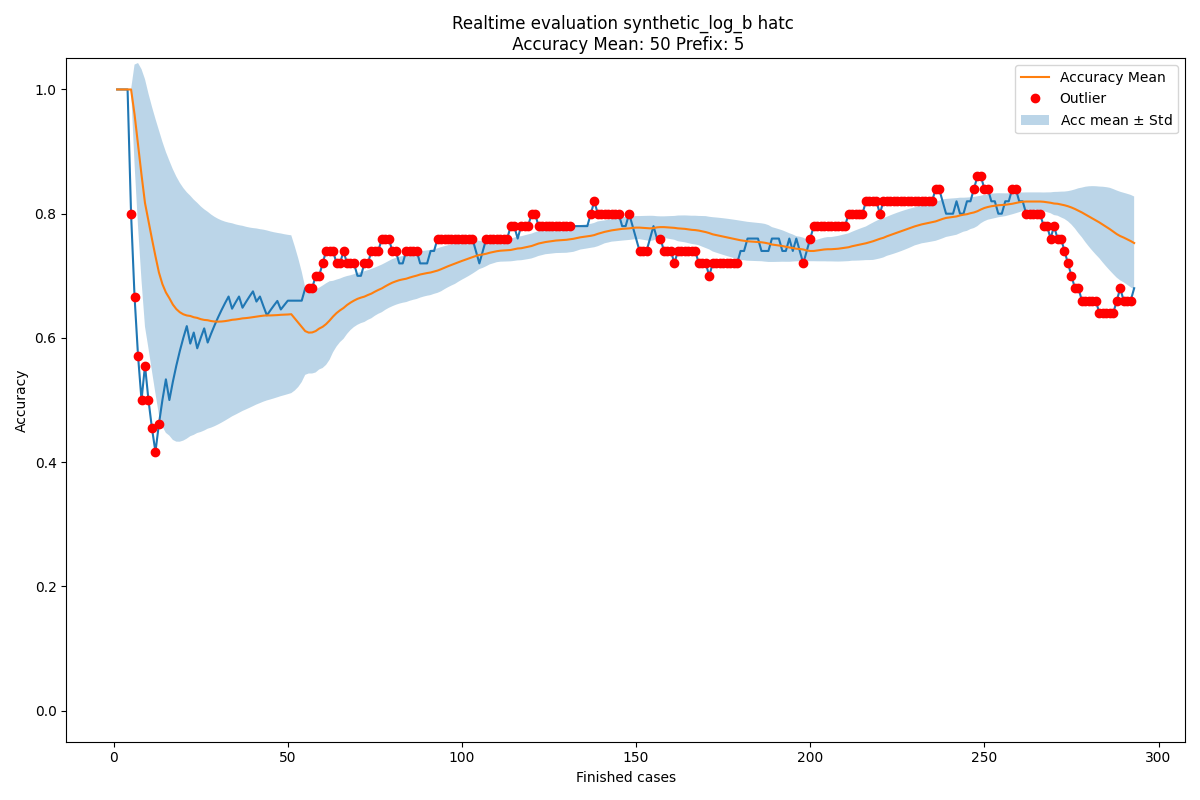 Realtime evaluation synthetic_log_b hatc
Accuracy Mean: 50 Prefix: 5
Accuracy Mean
Outlier
Acc mean ± Std
1.0
0.8
0.6
0.4
0.2
0.0
Accuracy
0
50
100
150
200
250
300
Finished cases